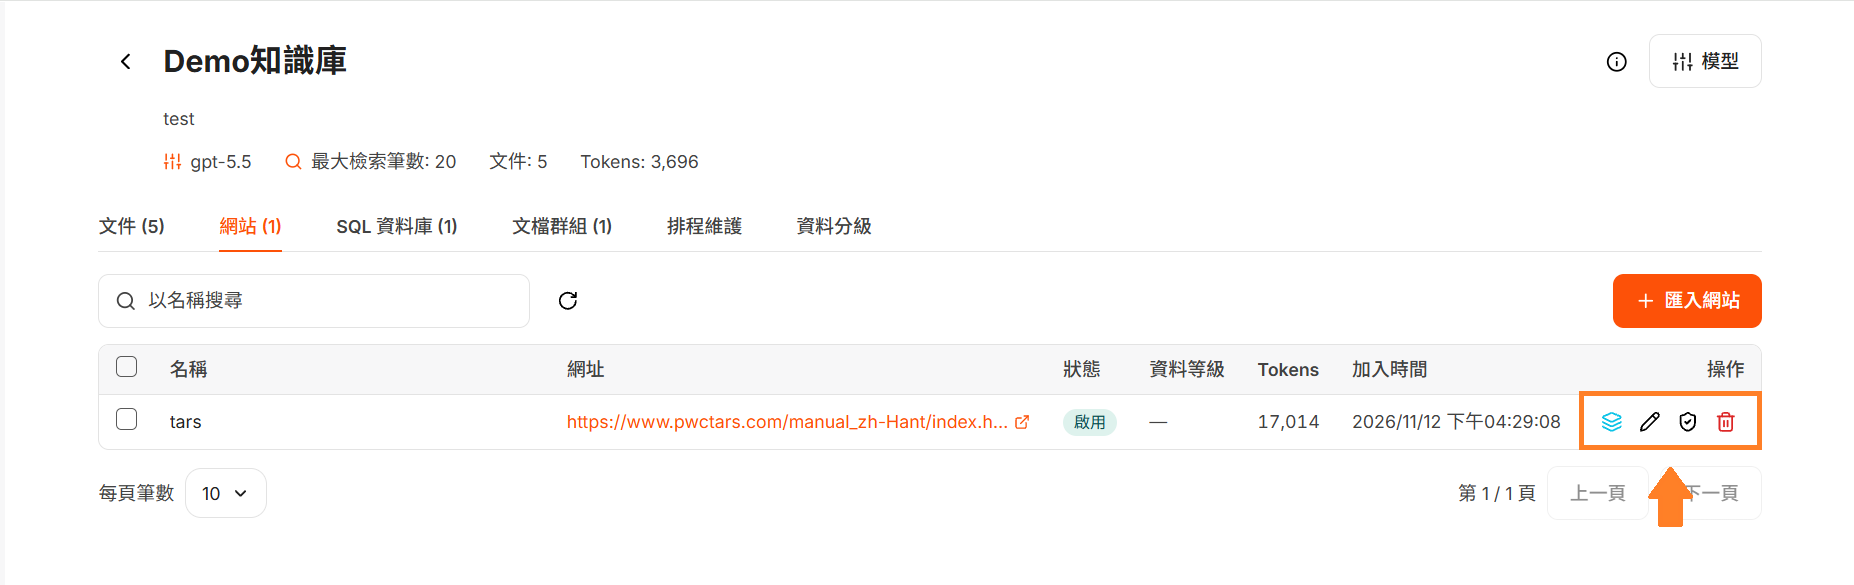 Demo知識庫
模型
test
gpt-5.5 最大檢索筆數: 20 文件: 5 Tokens: 3,696
文件 (5) 網站 (1) SQL 資料庫 (1) 文檔群組 (1) 排程維護 資料分級
以名稱搜尋
匯入網站
名稱 網址 狀態 資料等級 Tokens 加入時間 操作
tars https://www.pwctars.com/manual_zh-Hant/index.h... 啟用 — 17,014 2026/11/12 下午04:29:08
每頁筆數 10 第 1 / 1 頁 上一頁 下一頁